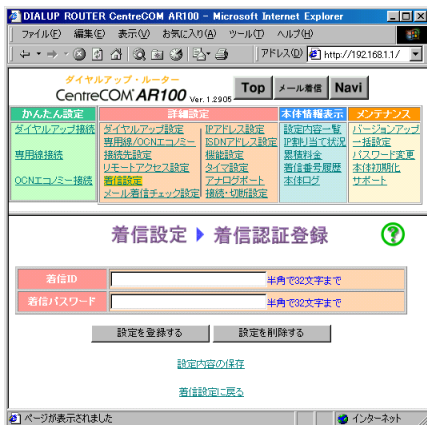 DIALUP ROUTER CentreCOM AR100 - Microsoft Internet Explorer
ファイル(F) 編集(E) 表示(V) お気に入り(A) ツール(T) ヘルプ(H)
アドレス(D) http://192.168.1.1/
ダイヤルアップ・ルーター
CentreCOM AR100 Ver. 1.2905 Top メール着信 Navi
かんたん設定 詳細設定 本体情報表示 メンテナンス
ダイヤルアップ接続 ダイヤルアップ設定 IPアドレス設定 設定内容一覧 バージョンアップ
専用線/OCNエコノミー ISDNアドレス設定 IP割り当て状況 一括設定
専用線接続 接続先設定 機能設定 累積料金 パスワード変更
リモートアクセス設定 タイマ設定 着信番号履歴 本体初期化
OCNエコノミー接続 着信設定 アナログポート 本体ログ サポート
メール着信チェック設定 接続・切断設定
着信設定 ▶ 着信認証登録 ?
着信ID 半角で32文字まで
着信パスワード 半角で32文字まで
設定を登録する 設定を削除する
設定内容の保存
着信設定に戻る
ページが表示されました インターネット